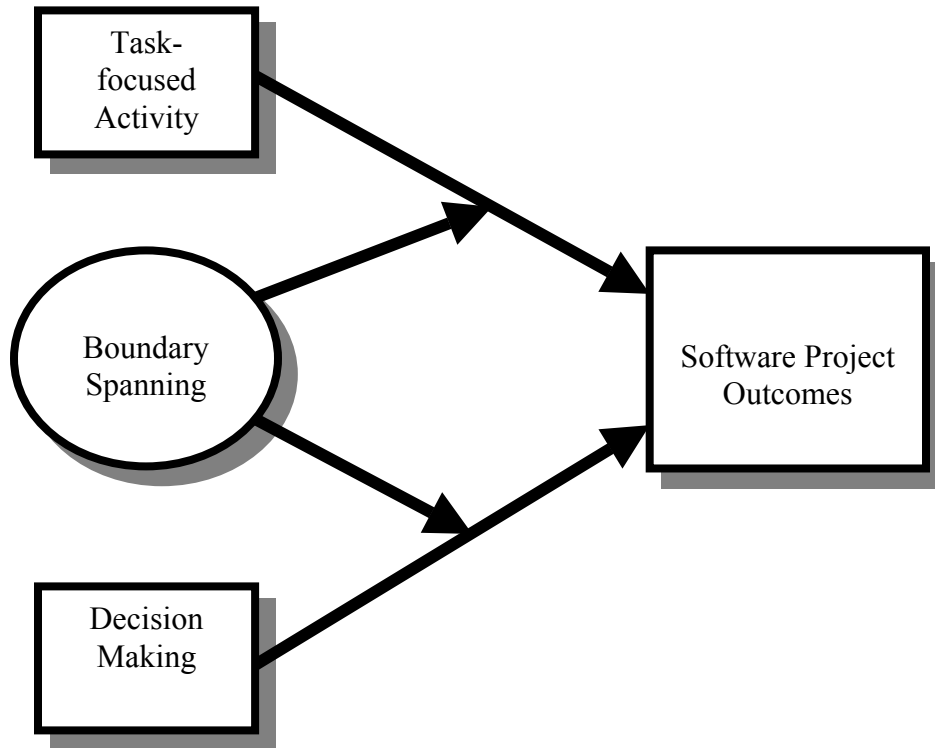 Task-
focused
Activity
Boundary
Spanning
Software Project
Outcomes
Decision
Making